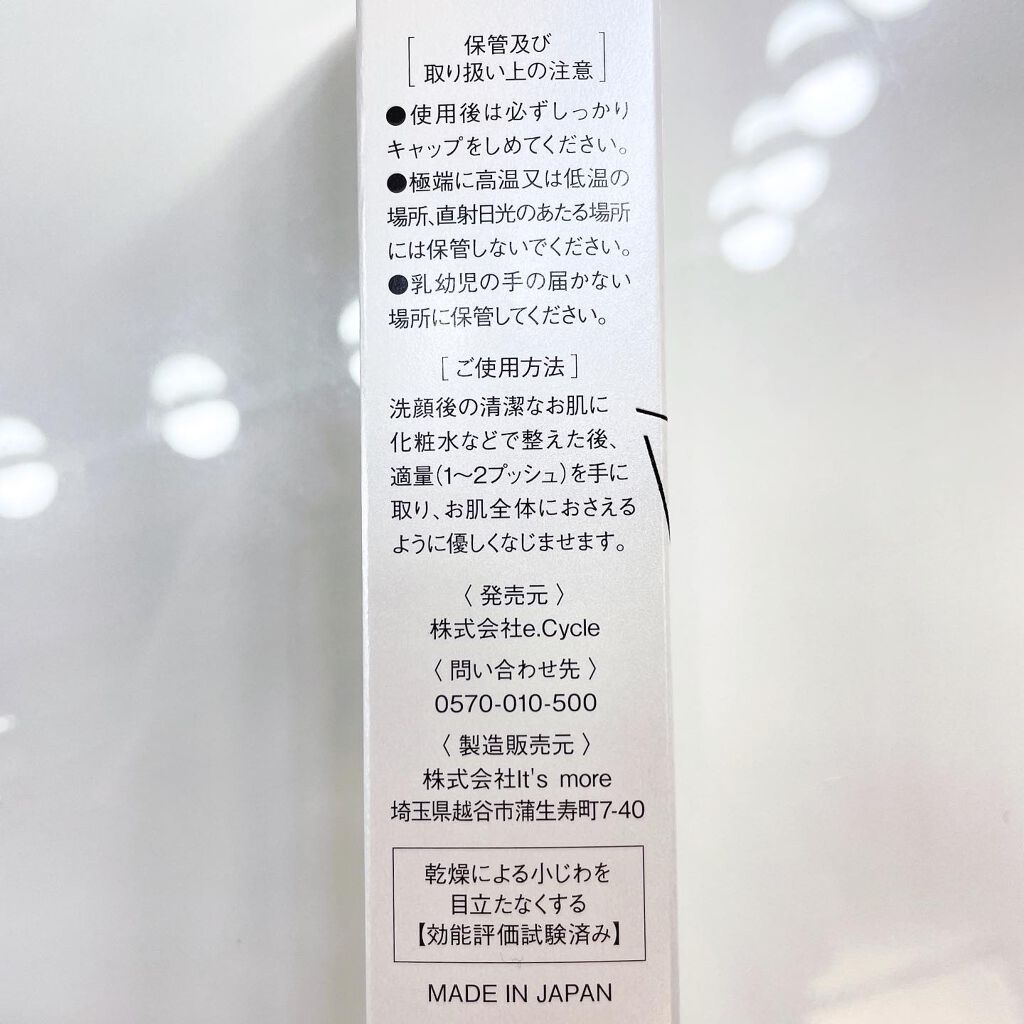 [保管及び
取り扱い上の注意]
●使用後は必ずしっかり
キャップをしめてください。
●極端に高温又は低温の
場所、直射日光のあたる場所
には保管しないでください。
●乳幼児の手の届かない
場所に保管してください。
[ご使用方法]
洗顔後の清潔なお肌に
化粧水などで整えた後、
適量(1〜2プッシュ)を手に
取り、お肌全体におさえる
ように優しくなじませます。
〈発売元〉
株式会社e.Cycle
〈問い合わせ先〉
0570-010-500
〈製造販売元〉
株式会社It's more
埼玉県越谷市蒲生寿町7-40
乾燥による小じわを
目立たなくする
【効能評価試験済み】
MADE IN JAPAN